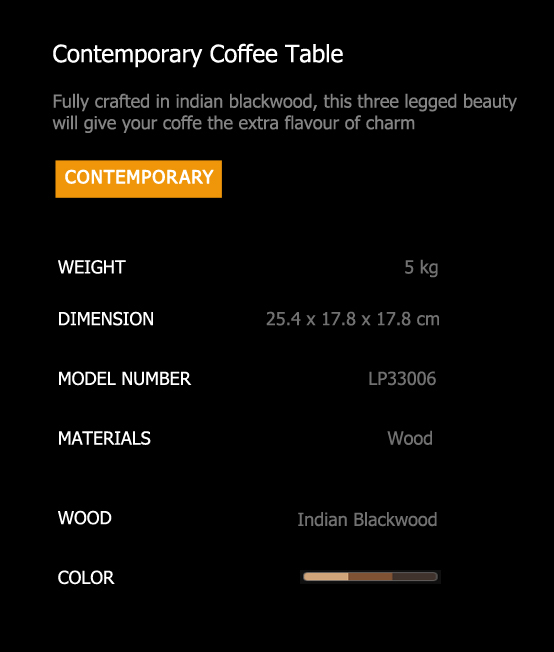 Contemporary Coffee Table
Fully crafted in indian blackwood, this three legged beauty
will give your coffe the extra flavour of charm
CONTEMPORARY
WEIGHT 5 kg
DIMENSION 25.4 x 17.8 x 17.8 cm
MODEL NUMBER LP33006
MATERIALS Wood
WOOD Indian Blackwood
COLOR